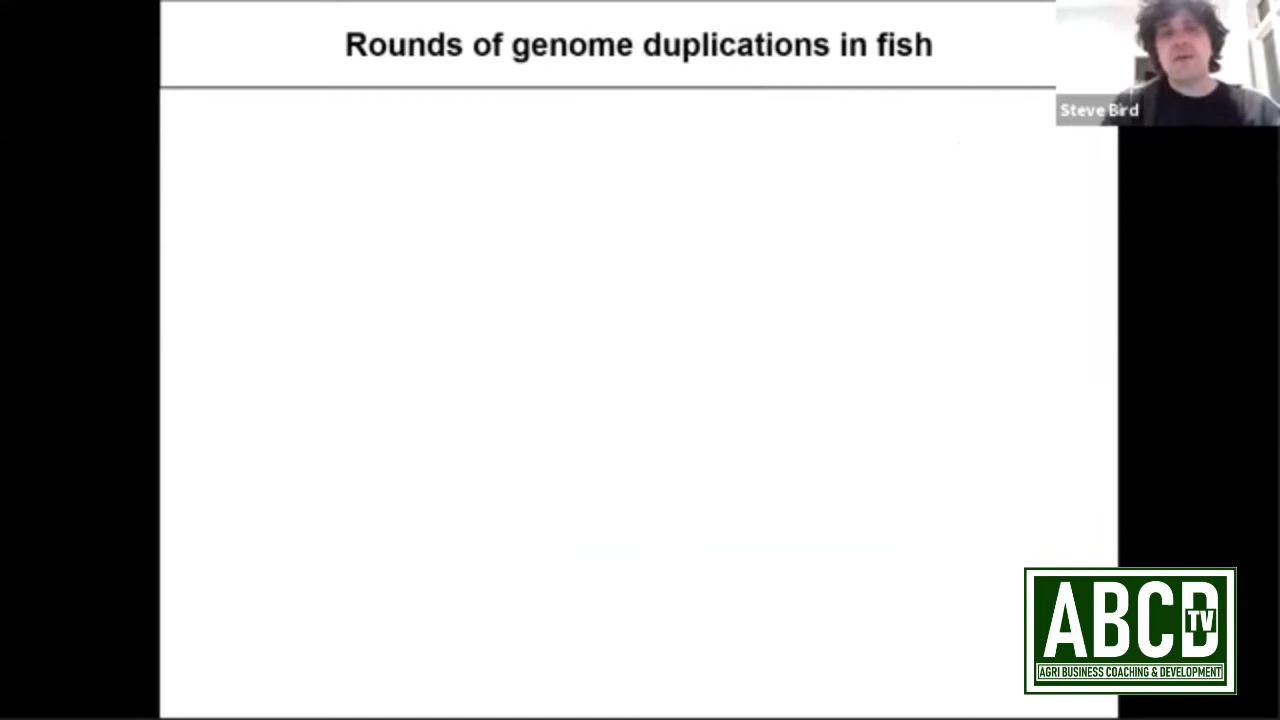 Rounds of genome duplications in fish
Steve Bird
ABCD
TV
AGRI BUSINESS COACHING & DEVELOPMENT